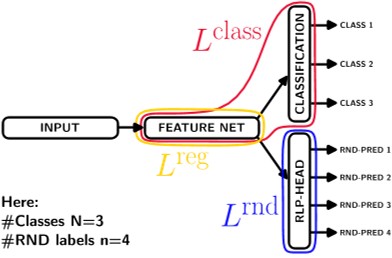 L^class
CLASSIFICATION
CLASS 1
CLASS 2
CLASS 3
INPUT
FEATURE NET
L^reg
L^rnd
RLP-HEAD
RND-PRED 1
RND-PRED 2
RND-PRED 3
RND-PRED 4
Here:
#Classes N=3
#RND labels n=4